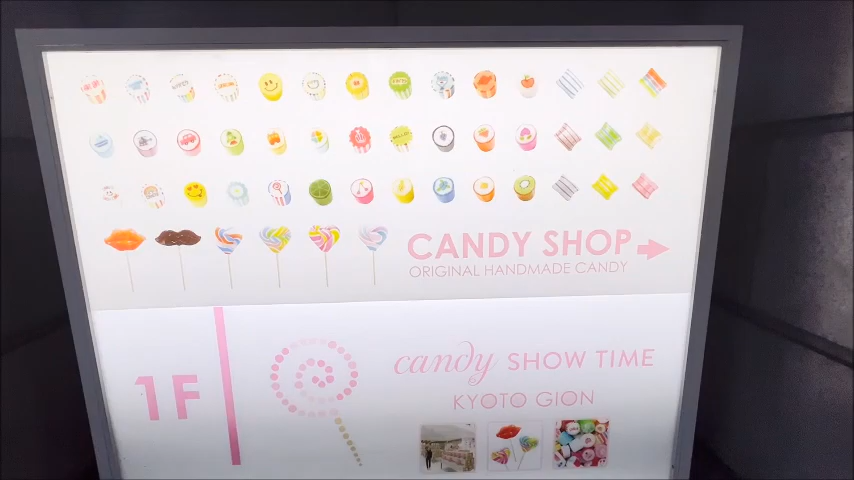 CANDY SHOP
ORIGINAL HANDMADE CANDY
1F
candy SHOW TIME
KYOTO GION